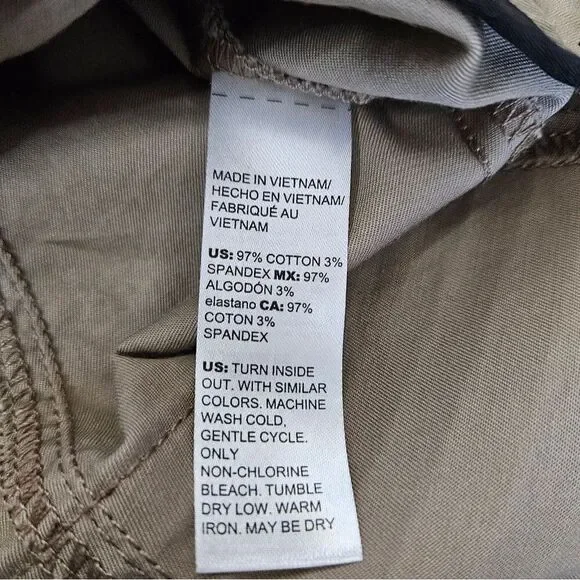 MADE IN VIETNAM/
HECHO EN VIETNAM/
FABRIQUÉ AU
VIETNAM
US: 97% COTTON 3%
SPANDEX MX: 97%
ALGODÓN 3%
elastano CA: 97%
COTON 3%
SPANDEX
US: TURN INSIDE
OUT. WITH SIMILAR
COLORS. MACHINE
WASH COLD,
GENTLE CYCLE.
ONLY
NON-CHLORINE
BLEACH. TUMBLE
DRY LOW. WARM
IRON. MAY BE DRY